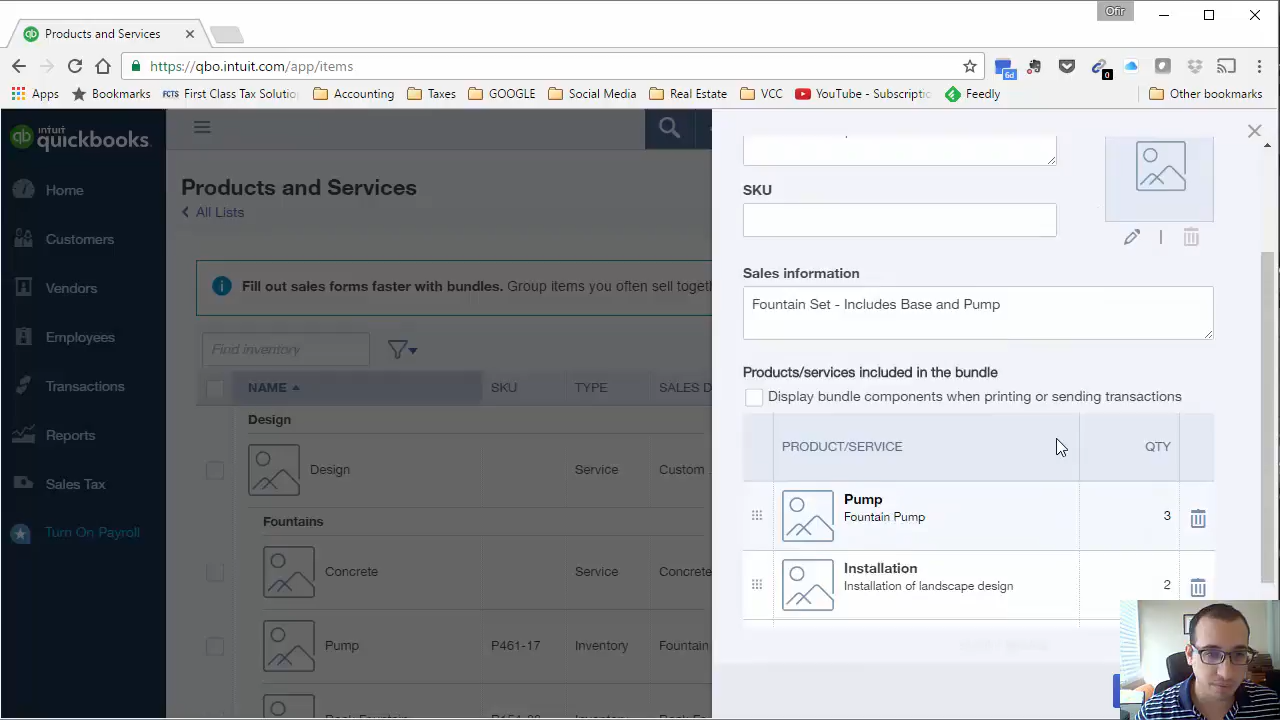 Ofir
Products and Services
https://qbo.intuit.com/app/items
6d
0
Apps
Bookmarks
FCTS First Class Tax Solutio
Accounting
Taxes
GOOGLE
Social Media
Real Estate
VCC
YouTube - Subscriptic
Feedly
Other bookmarks
qb intuit quickbooks.
Home
Customers
Vendors
Employees
Transactions
Reports
Sales Tax
Turn On Payroll
Products and Services
All Lists
Fill out sales forms faster with bundles. Group items you often sell togeth
Find inventory
NAME SKU TYPE SALES D
Design
Design Service Custom
Fountains
Concrete Service Concrete
Pump P461-17 Inventory Fountain
SKU
Sales information
Fountain Set - Includes Base and Pump
Products/services included in the bundle
Display bundle components when printing or sending transactions
PRODUCT/SERVICE QTY
Pump
Fountain Pump
3
Installation
Installation of landscape design
2